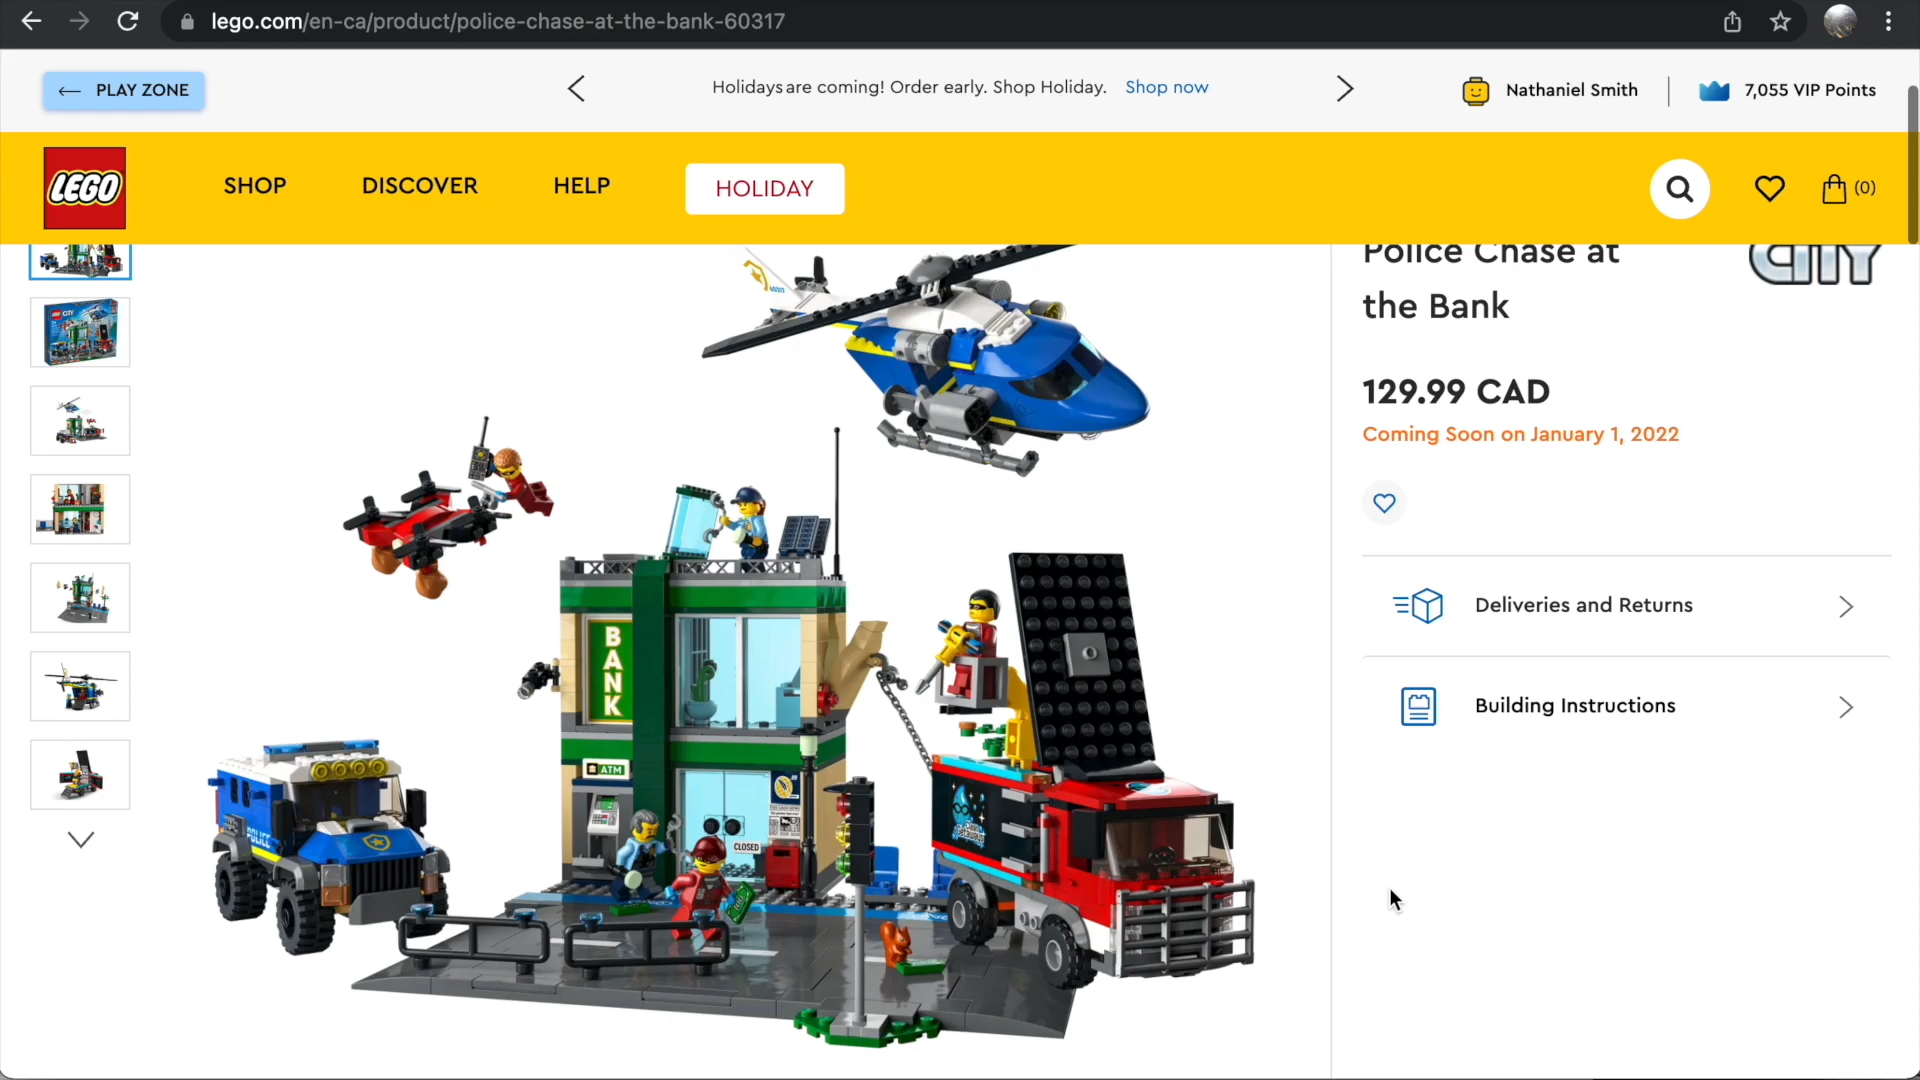 lego.com/en-ca/product/police-chase-at-the-bank-60317
PLAY ZONE
Holidays are coming! Order early. Shop Holiday. Shop now
Nathaniel Smith
7,055 VIP Points
LEGO
SHOP
DISCOVER
HELP
HOLIDAY
(0)
Police Chase at
the Bank
CITY
129.99 CAD
Coming Soon on January 1, 2022
Deliveries and Returns
Building Instructions
60317
BANK
ATM
CLOSED
POLICE
CITY